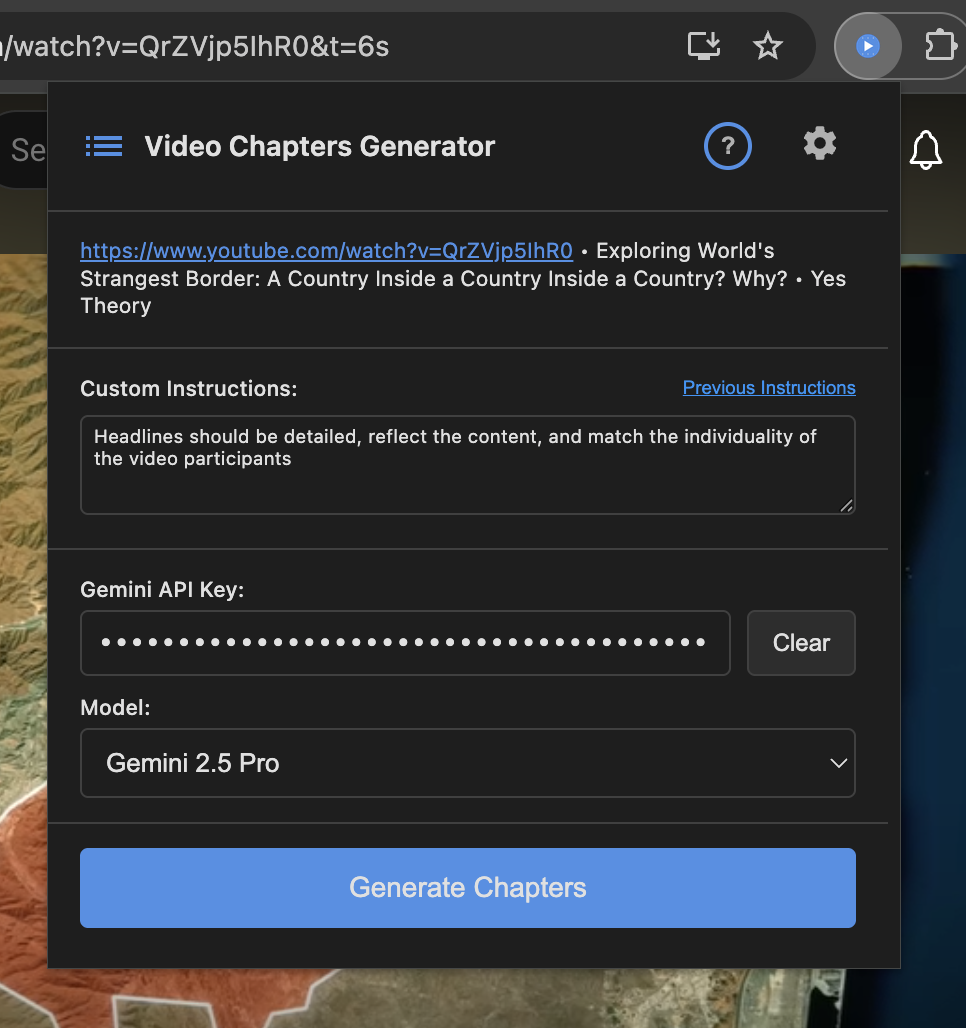 /watch?v=QrZVjp5IhR0&t=6s
Se
Video Chapters Generator
?
https://www.youtube.com/watch?v=QrZVjp5IhR0 • Exploring World's
Strangest Border: A Country Inside a Country Inside a Country? Why? • Yes
Theory
Custom Instructions:
Previous Instructions
Headlines should be detailed, reflect the content, and match the individuality of
the video participants
Gemini API Key:
Clear
Model:
Gemini 2.5 Pro
Generate Chapters